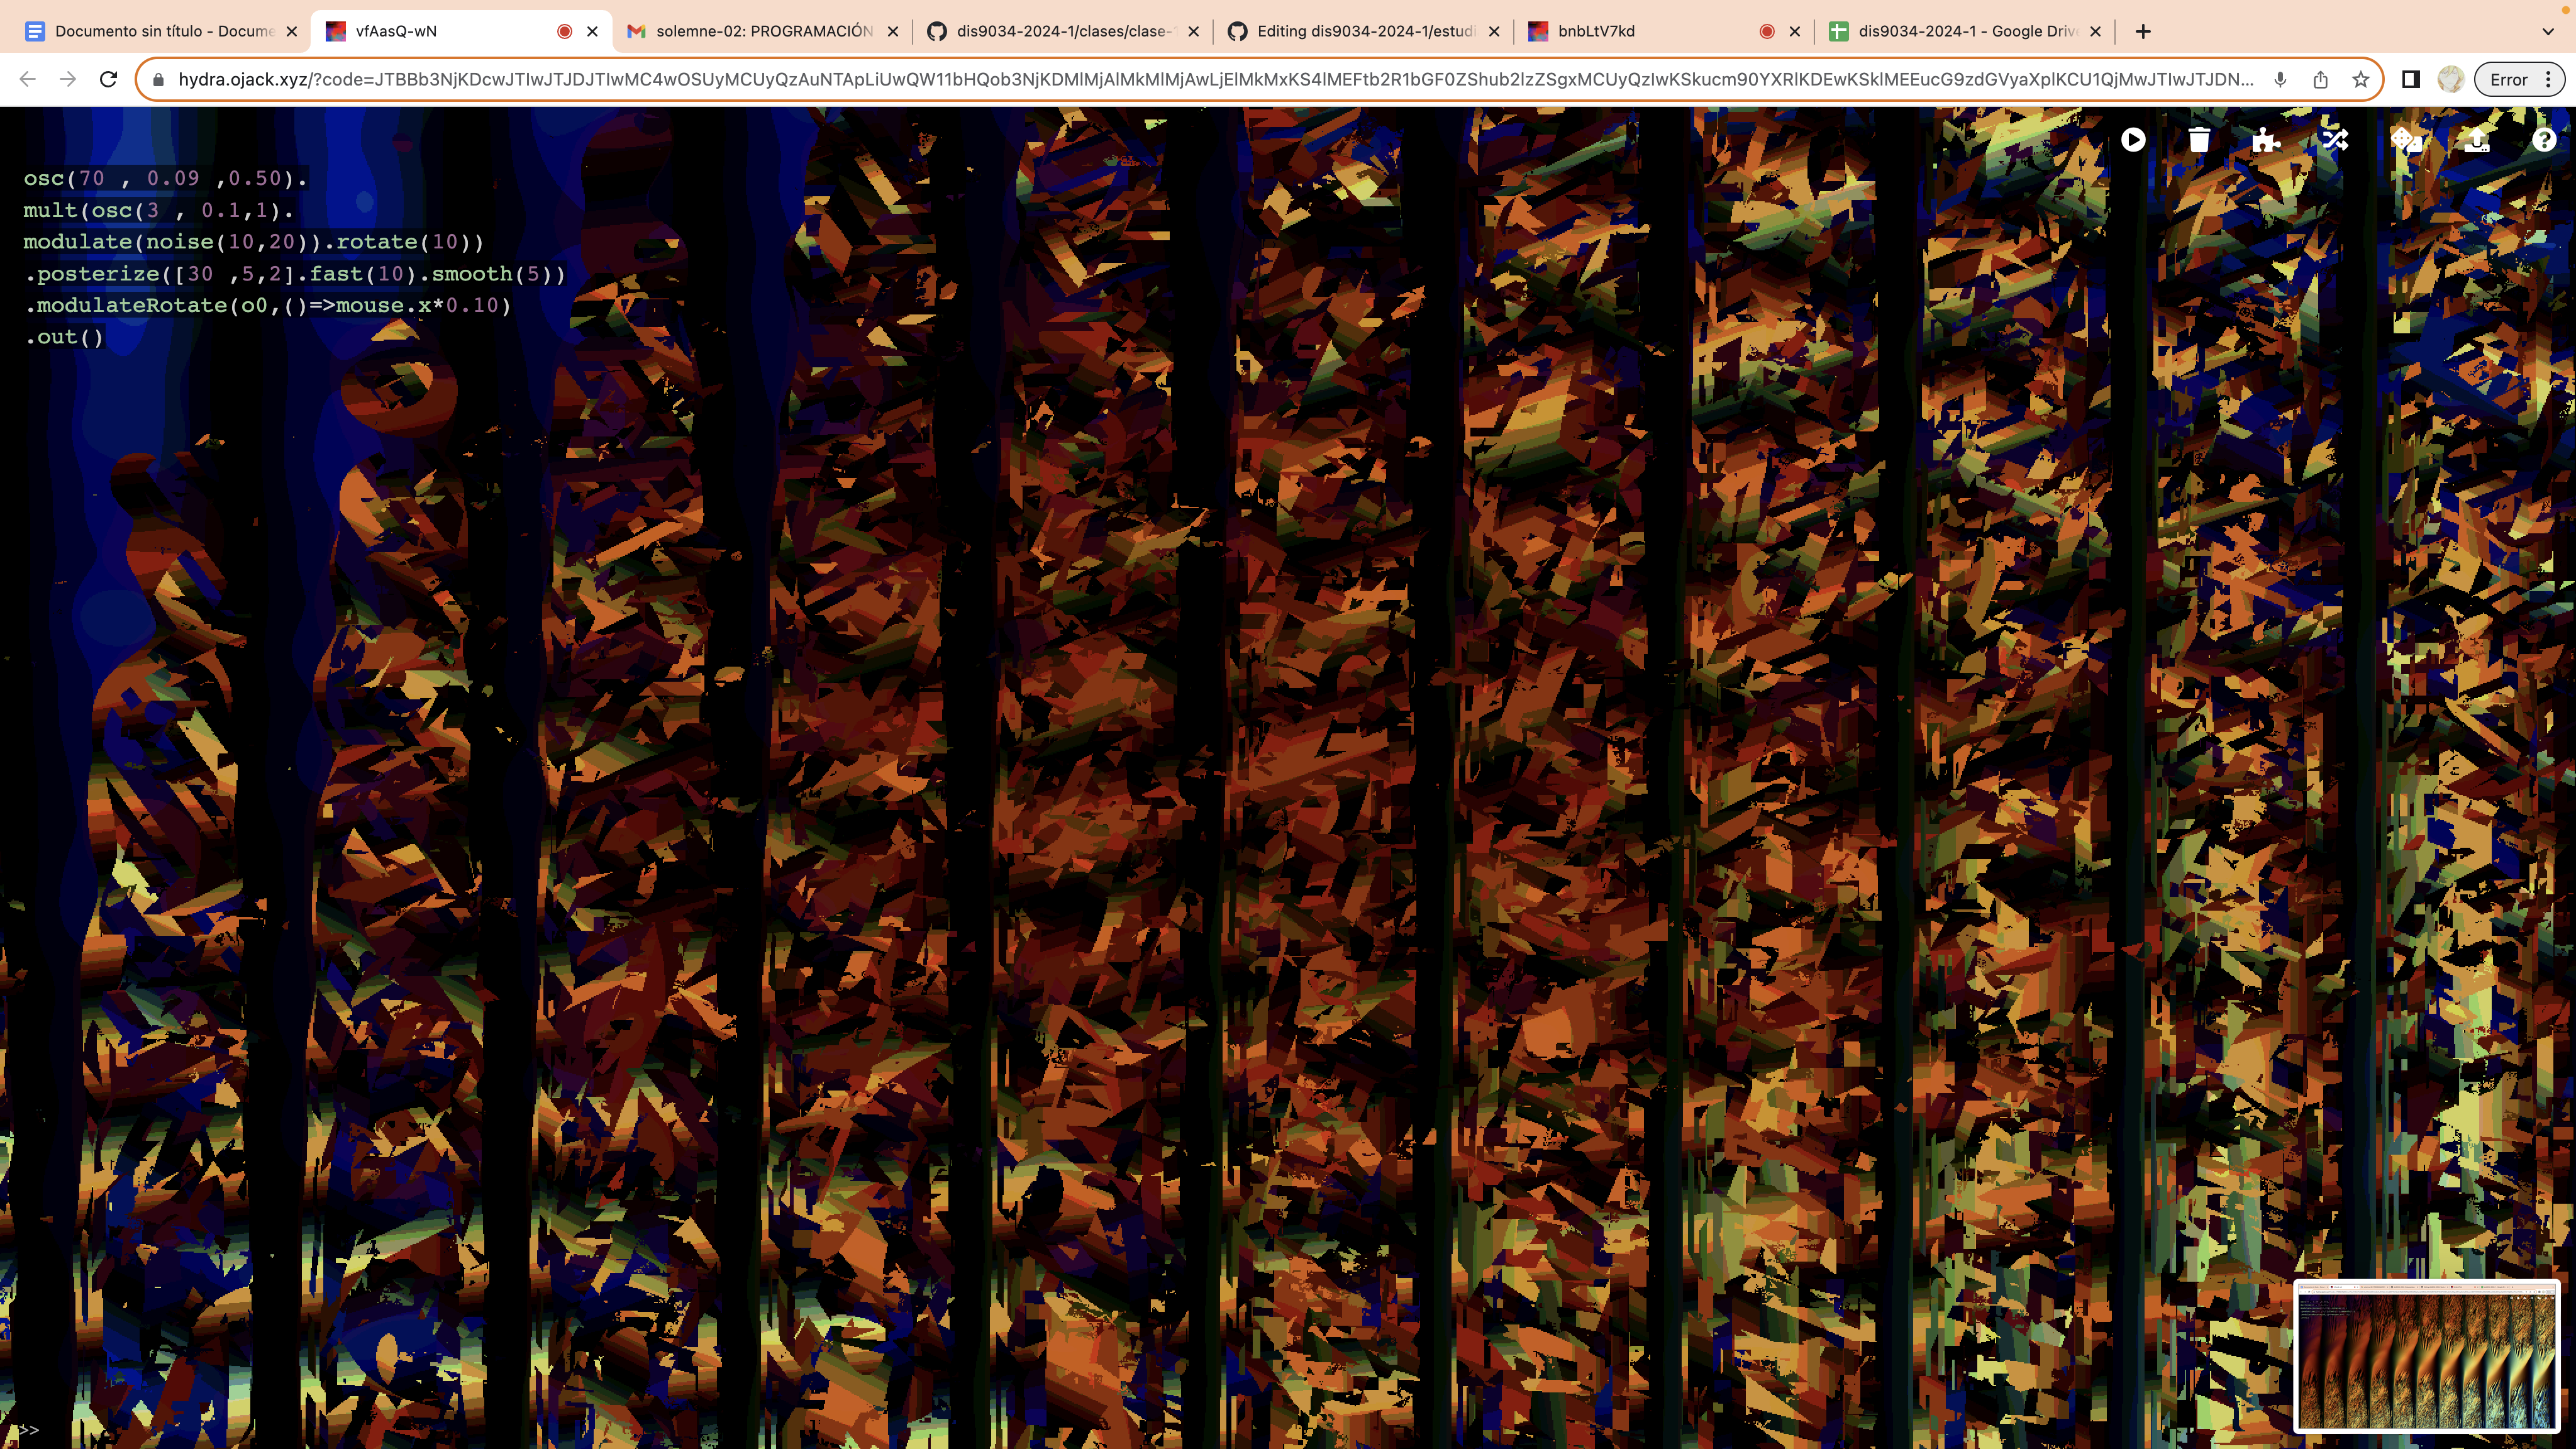 Documento sin título - Docume
vfAasQ-wN
solemne-02: PROGRAMACIÓN
dis9034-2024-1/clases/clase-1
Editing dis9034-2024-1/estudi
bnbLtV7kd
dis9034-2024-1 - Google Drive
hydra.ojack.xyz/?code=JTBBb3NjKDcwJTIwJTJDJTIwMC4wOSUyMCUyQzAuNTApLiUwQW11bHQob3NjKDMlMjAlMkMlMjAwLjElMkMxKS4lMEFtb2R1bGF0ZShub2lzZSgxMCUyQzIwKSkucm90YXRlKDEwKSklMEEucG9zdGVyaXplKCU1QjMwJTIwJTJDN...
Error
osc(70 , 0.09 ,0.50).
mult(osc(3 , 0.1,1).
modulate(noise(10,20)).rotate(10))
.posterize([30 ,5,2].fast(10).smooth(5))
.modulateRotate(o0,()=>mouse.x*0.10)
.out()
>>